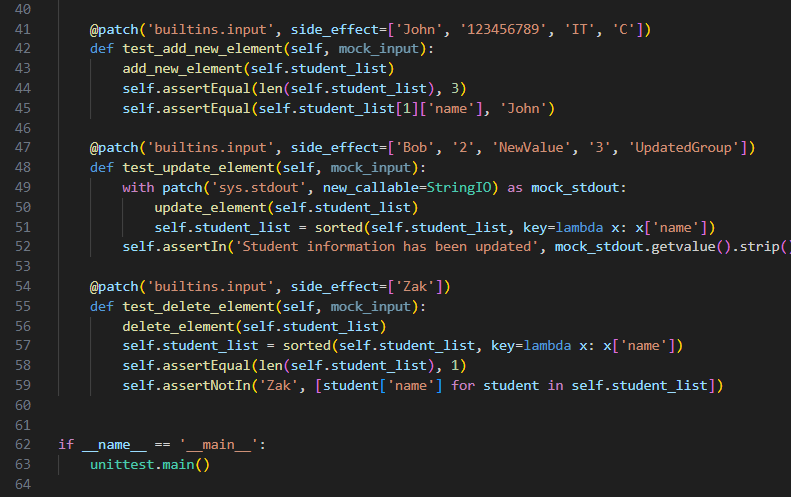 40
41 @patch('builtins.input', side_effect=['John', '123456789', 'IT', 'C'])
42 def test_add_new_element(self, mock_input):
43 add_new_element(self.student_list)
44 self.assertEqual(len(self.student_list), 3)
45 self.assertEqual(self.student_list[1]['name'], 'John')
46
47 @patch('builtins.input', side_effect=['Bob', '2', 'NewValue', '3', 'UpdatedGroup'])
48 def test_update_element(self, mock_input):
49 with patch('sys.stdout', new_callable=StringIO) as mock_stdout:
50 update_element(self.student_list)
51 self.student_list = sorted(self.student_list, key=lambda x: x['name'])
52 self.assertIn('Student information has been updated', mock_stdout.getvalue().strip()
53
54 @patch('builtins.input', side_effect=['Zak'])
55 def test_delete_element(self, mock_input):
56 delete_element(self.student_list)
57 self.student_list = sorted(self.student_list, key=lambda x: x['name'])
58 self.assertEqual(len(self.student_list), 1)
59 self.assertNotIn('Zak', [student['name'] for student in self.student_list])
60
61
62 if __name__ == '__main__':
63 unittest.main()
64